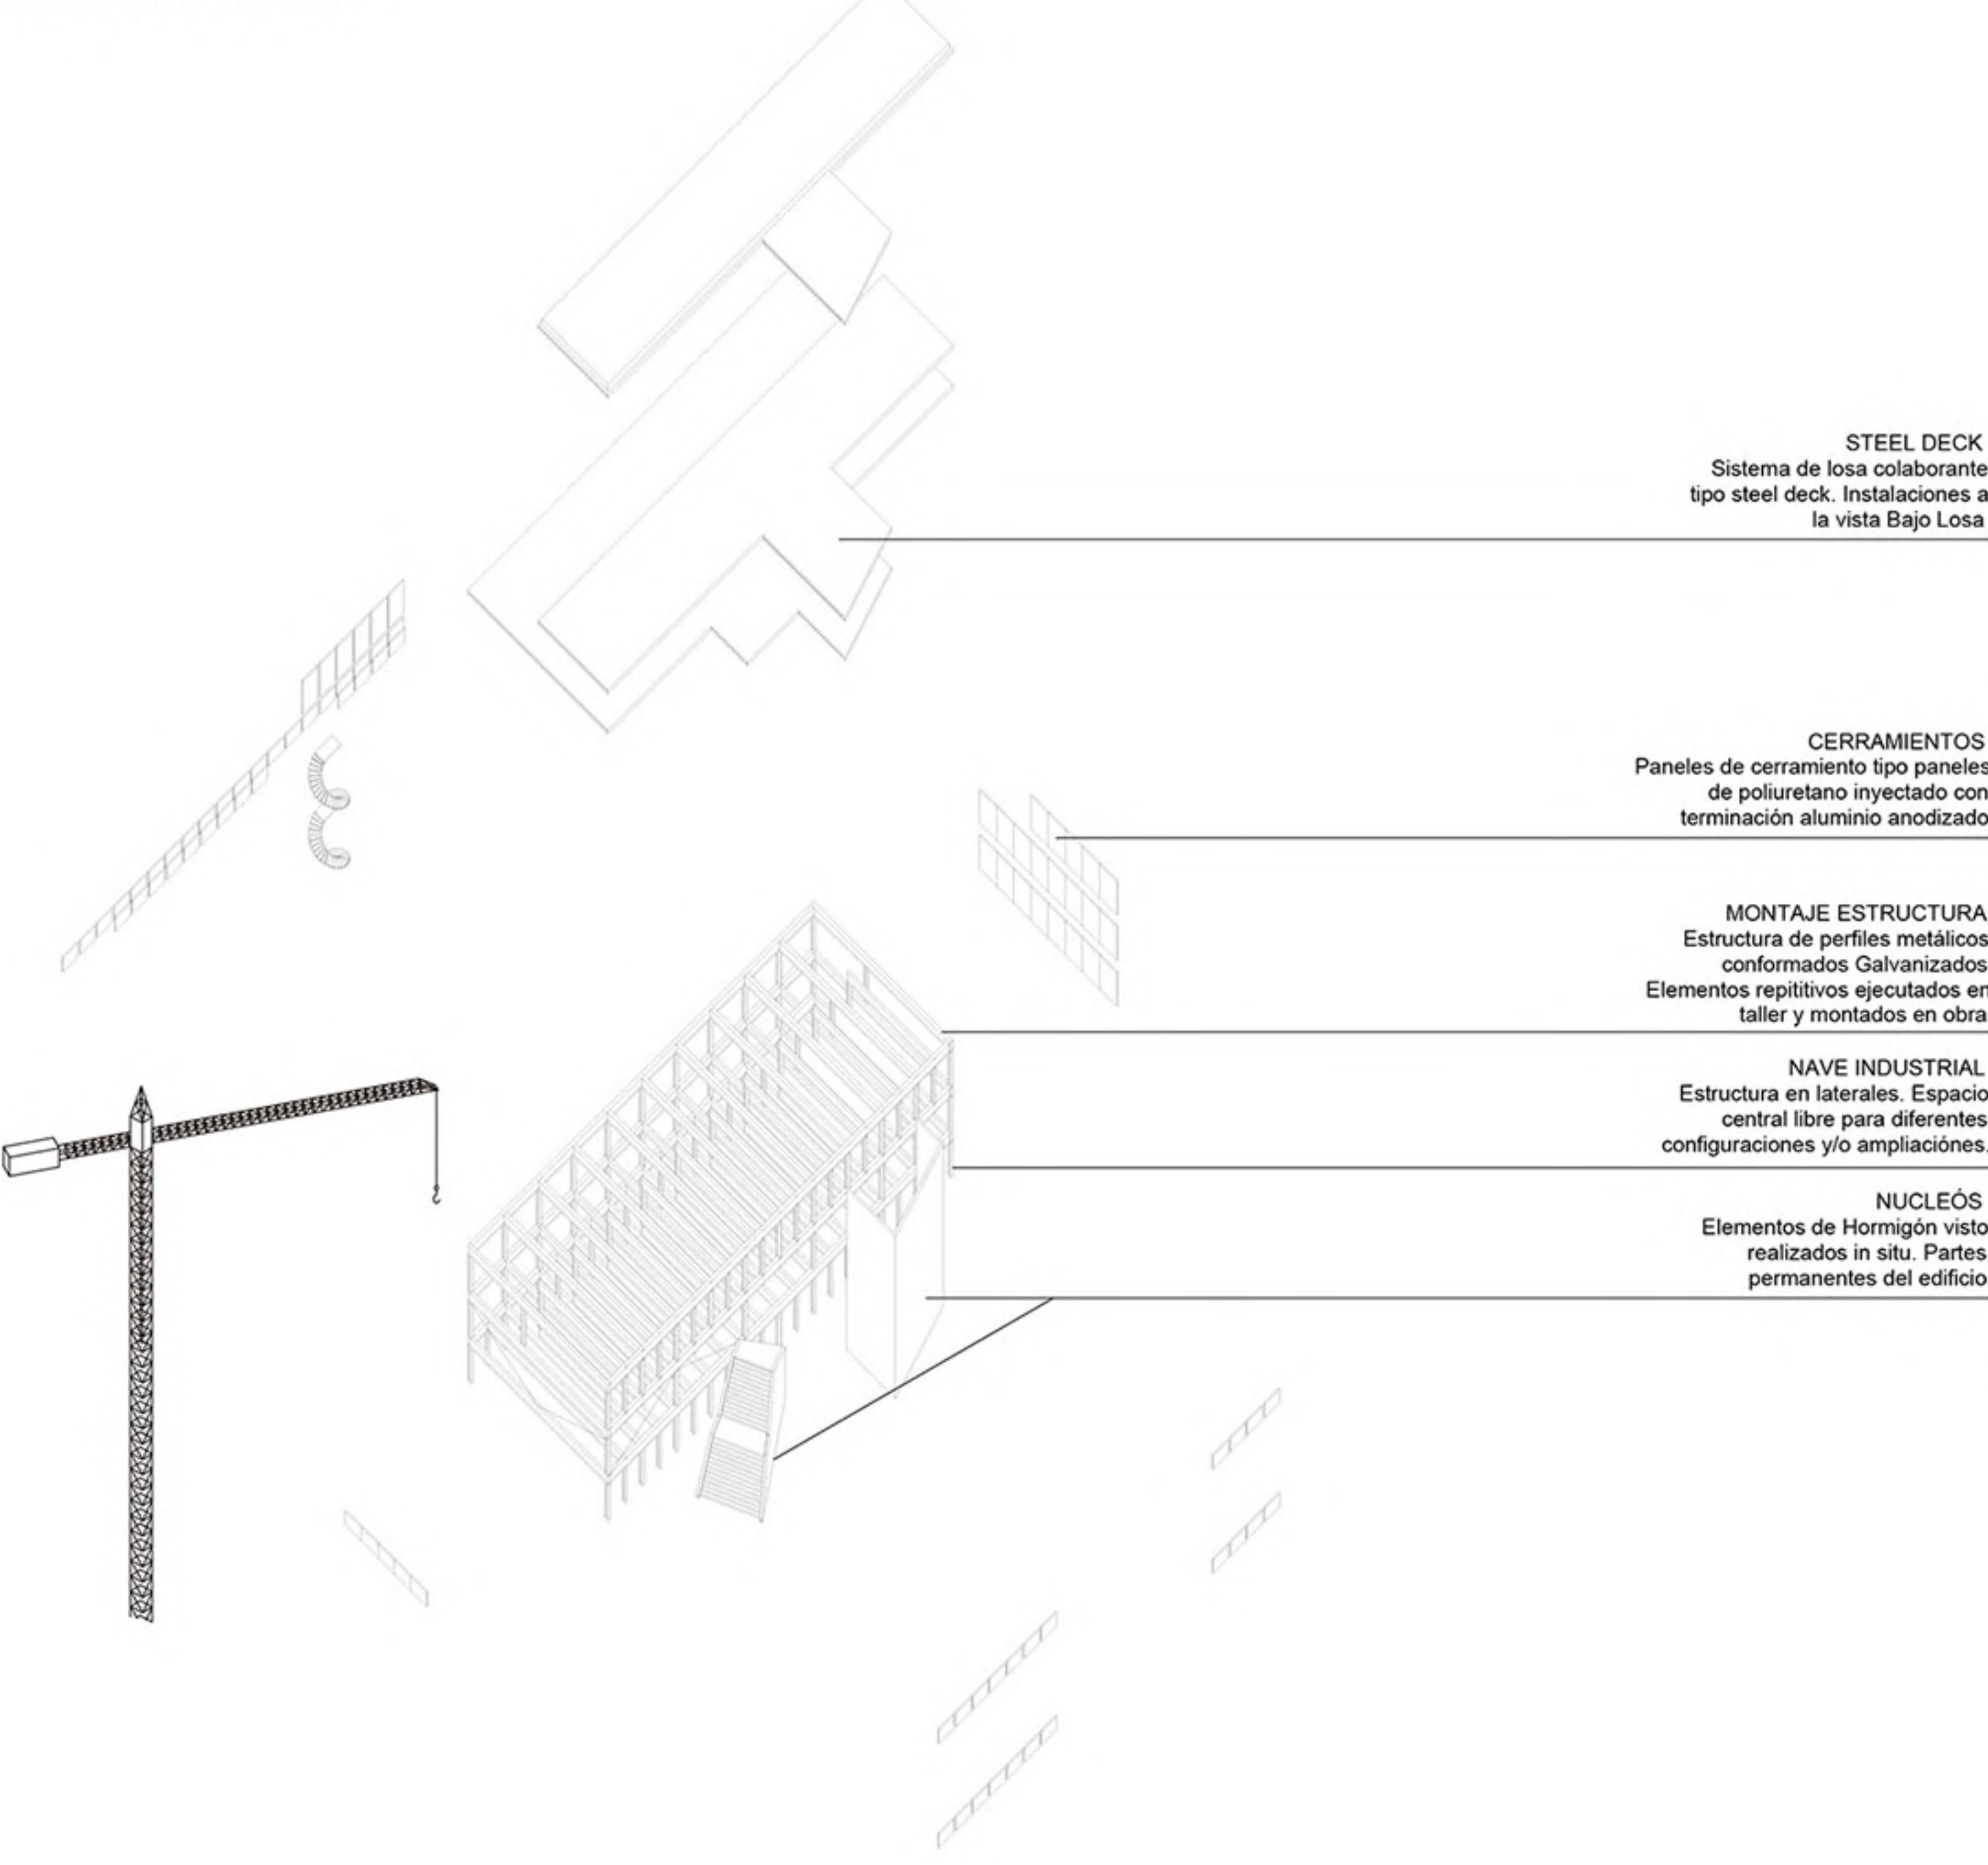 STEEL DECK
Sistema de losa colaborante
tipo steel deck. Instalaciones a
la vista Bajo Losa
CERRAMIENTOS
Paneles de cerramiento tipo paneles
de poliuretano inyectado con
terminación aluminio anodizado
MONTAJE ESTRUCTURA
Estructura de perfiles metálicos
conformados Galvanizados
Elementos repititivos ejecutados en
taller y montados en obra
NAVE INDUSTRIAL
Estructura en laterales. Espacio
central libre para diferentes
configuraciones y/o ampliaciónes.
NUCLEÓS
Elementos de Hormigón visto
realizados in situ. Partes
permanentes del edificio